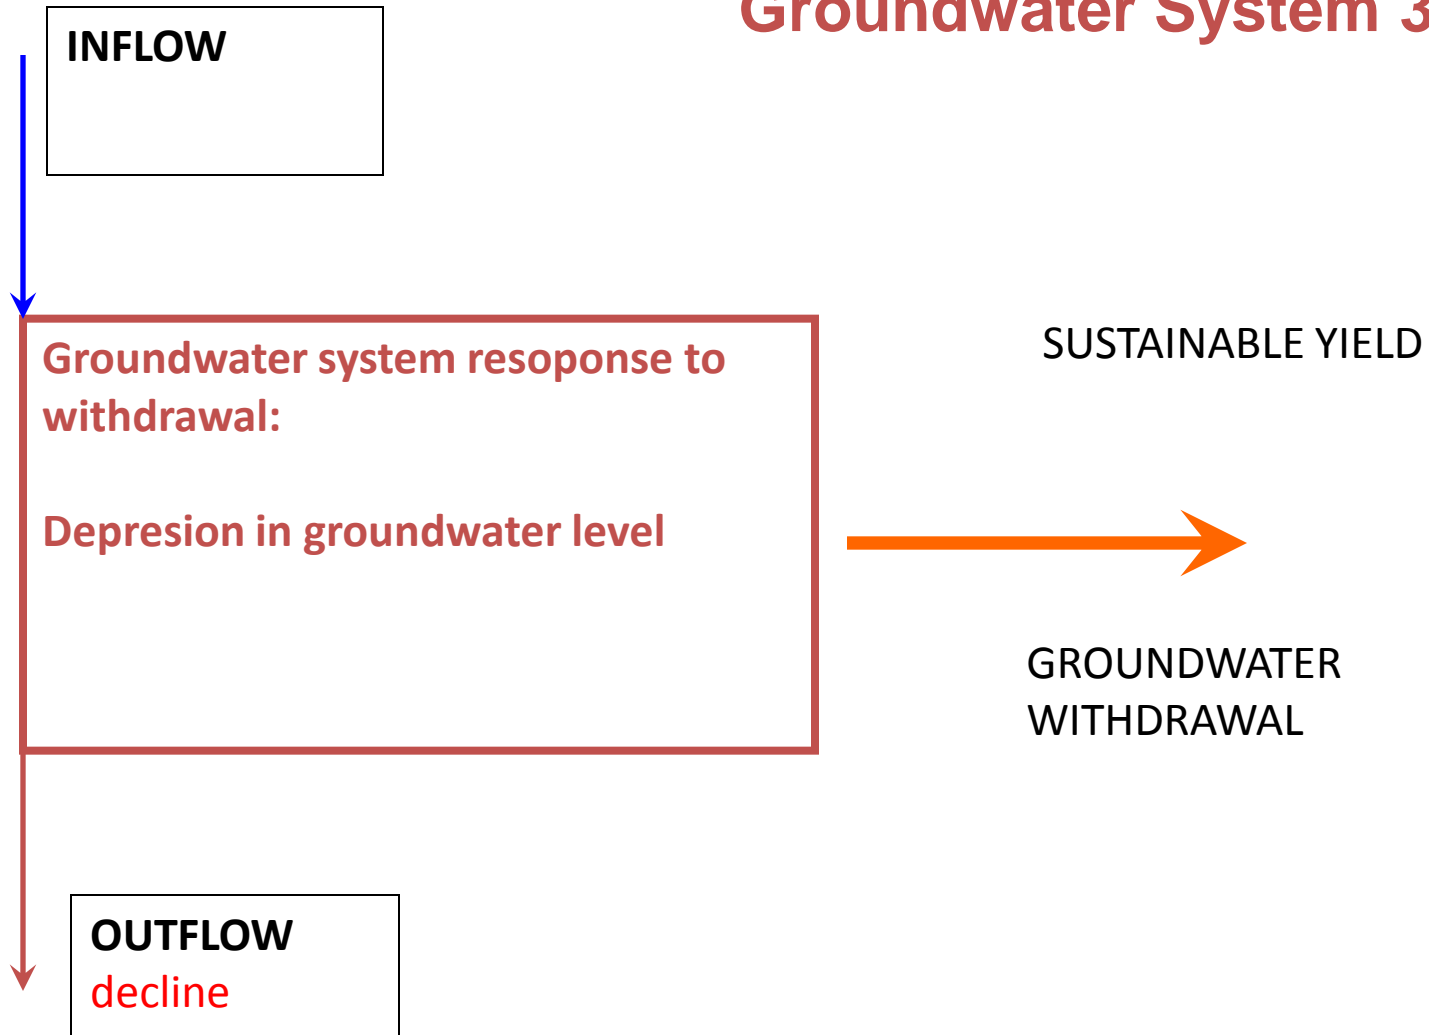 Groundwater System 3
INFLOW
Groundwater system resoponse to
withdrawal:
Depresion in groundwater level
SUSTAINABLE YIELD
GROUNDWATER
WITHDRAWAL
OUTFLOW
decline